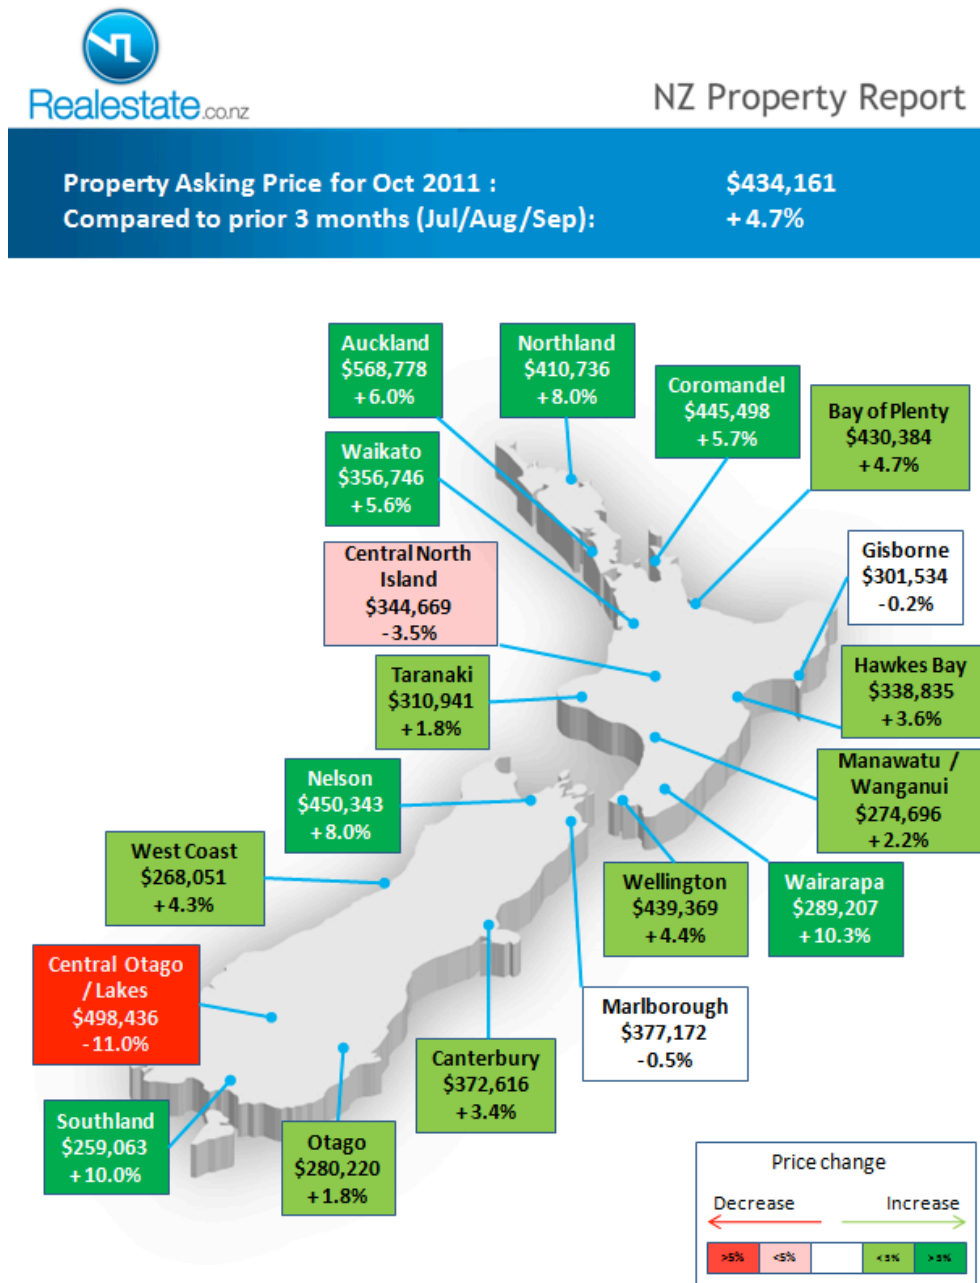 Realestate.co.nz
NZ Property Report
Property Asking Price for Oct 2011 : $434,161
Compared to prior 3 months (Jul/Aug/Sep): + 4.7%
Auckland
$568,778
+ 6.0%
Northland
$410,736
+ 8.0%
Coromandel
$445,498
+ 5.7%
Bay of Plenty
$430,384
+ 4.7%
Waikato
$356,746
+ 5.6%
Central North
Island
$344,669
- 3.5%
Gisborne
$301,534
- 0.2%
Taranaki
$310,941
+ 1.8%
Hawkes Bay
$338,835
+ 3.6%
Nelson
$450,343
+ 8.0%
Manawatu /
Wanganui
$274,696
+ 2.2%
West Coast
$268,051
+ 4.3%
Wellington
$439,369
+ 4.4%
Wairarapa
$289,207
+ 10.3%
Central Otago
/ Lakes
$498,436
- 11.0%
Marlborough
$377,172
- 0.5%
Canterbury
$372,616
+ 3.4%
Southland
$259,063
+ 10.0%
Otago
$280,220
+ 1.8%
Price change
Decrease Increase
>5% <5% <5% >5%